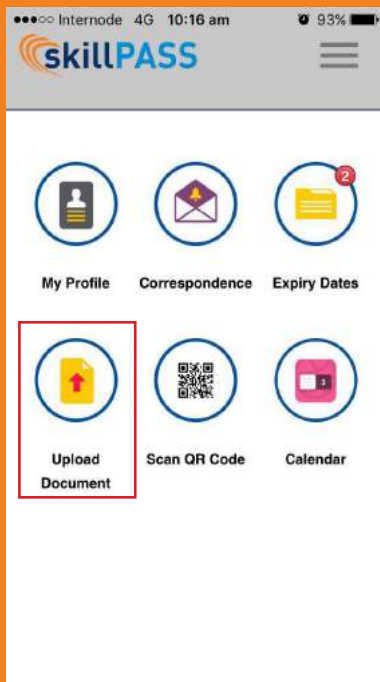 Internode 4G 10:16 am 93%
skillPASS
2
My Profile Correspondence Expiry Dates
3
Upload Scan QR Code Calendar
Document